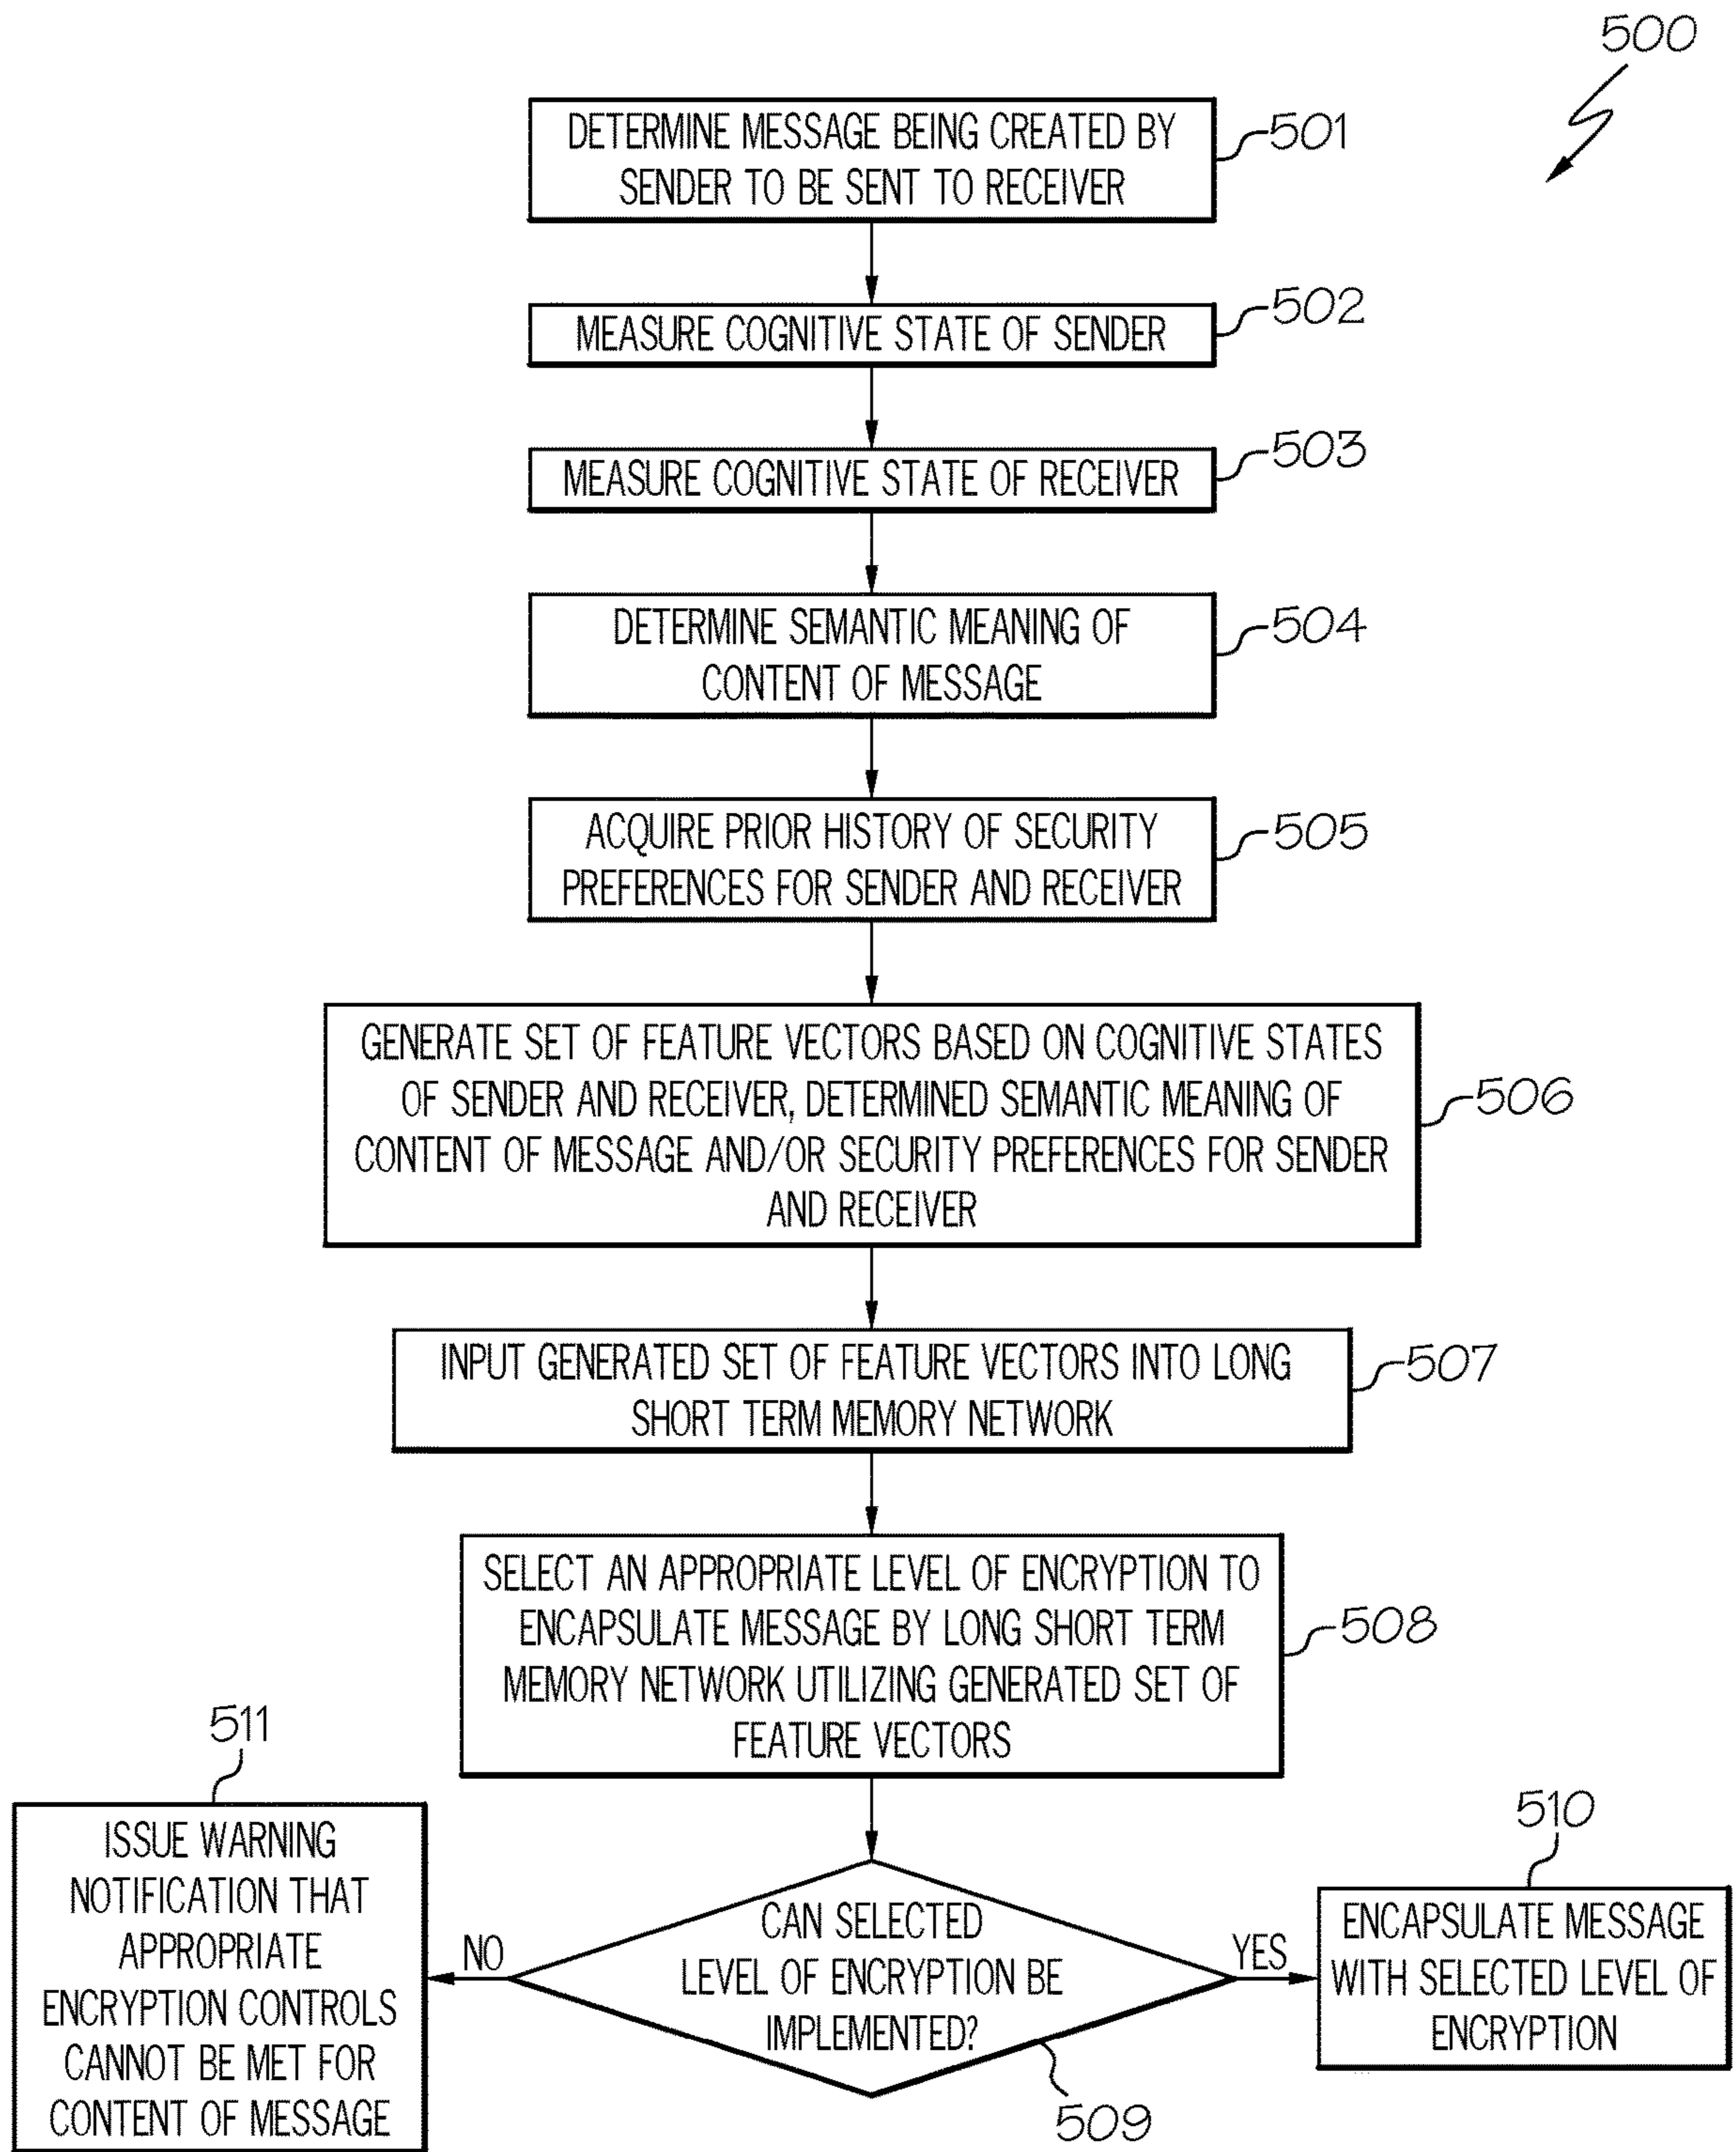 500
DETERMINE MESSAGE BEING CREATED BY
SENDER TO BE SENT TO RECEIVER
501
MEASURE COGNITIVE STATE OF SENDER
502
MEASURE COGNITIVE STATE OF RECEIVER
503
DETERMINE SEMANTIC MEANING OF
CONTENT OF MESSAGE
504
ACQUIRE PRIOR HISTORY OF SECURITY
PREFERENCES FOR SENDER AND RECEIVER
505
GENERATE SET OF FEATURE VECTORS BASED ON COGNITIVE STATES
OF SENDER AND RECEIVER, DETERMINED SEMANTIC MEANING OF
CONTENT OF MESSAGE AND/OR SECURITY PREFERENCES FOR SENDER
AND RECEIVER
506
INPUT GENERATED SET OF FEATURE VECTORS INTO LONG
SHORT TERM MEMORY NETWORK
507
SELECT AN APPROPRIATE LEVEL OF ENCRYPTION TO
ENCAPSULATE MESSAGE BY LONG SHORT TERM
MEMORY NETWORK UTILIZING GENERATED SET OF
FEATURE VECTORS
508
511
ISSUE WARNING
NOTIFICATION THAT
APPROPRIATE
ENCRYPTION CONTROLS
CANNOT BE MET FOR
CONTENT OF MESSAGE
NO
CAN SELECTED
LEVEL OF ENCRYPTION BE
IMPLEMENTED?
509
YES
510
ENCAPSULATE MESSAGE
WITH SELECTED LEVEL OF
ENCRYPTION